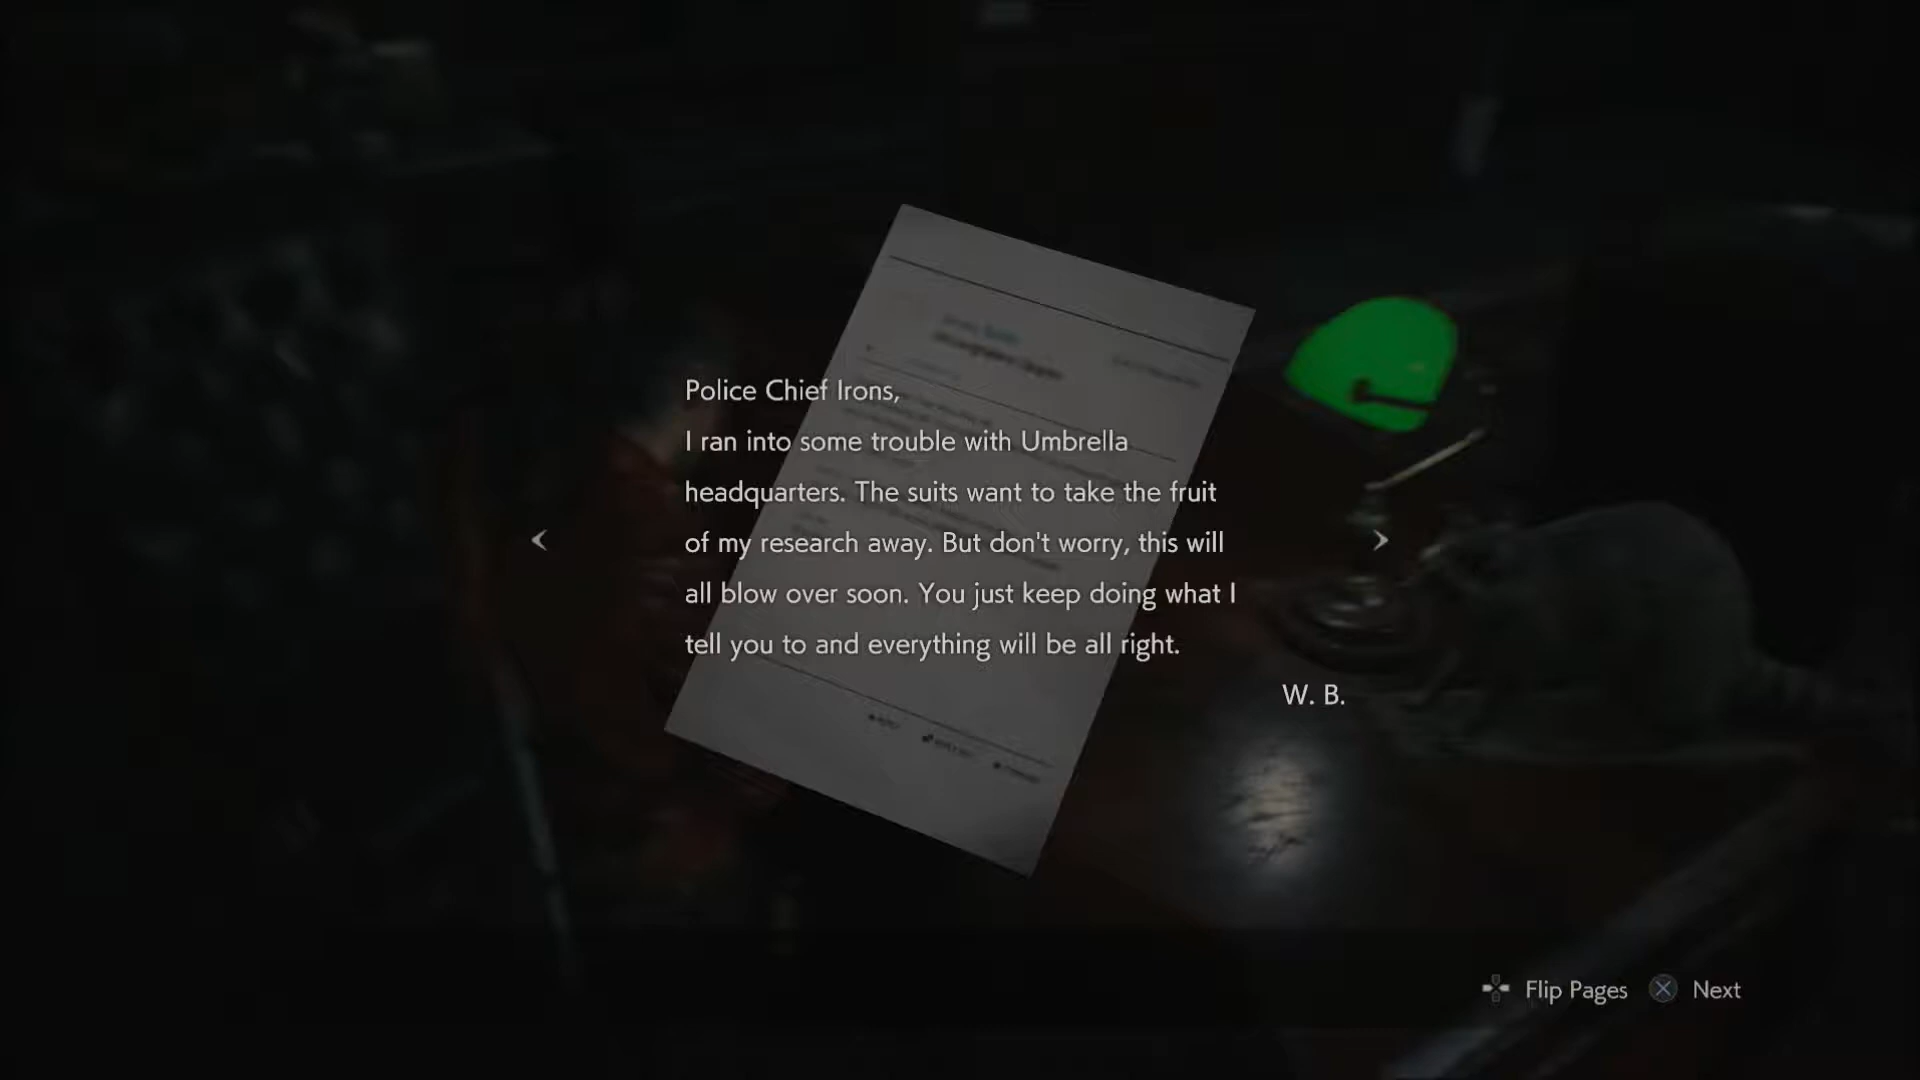 Police Chief Irons,
I ran into some trouble with Umbrella
headquarters. The suits want to take the fruit
of my research away. But don't worry, this will
all blow over soon. You just keep doing what I
tell you to and everything will be all right.
W. B.
Flip Pages
Next